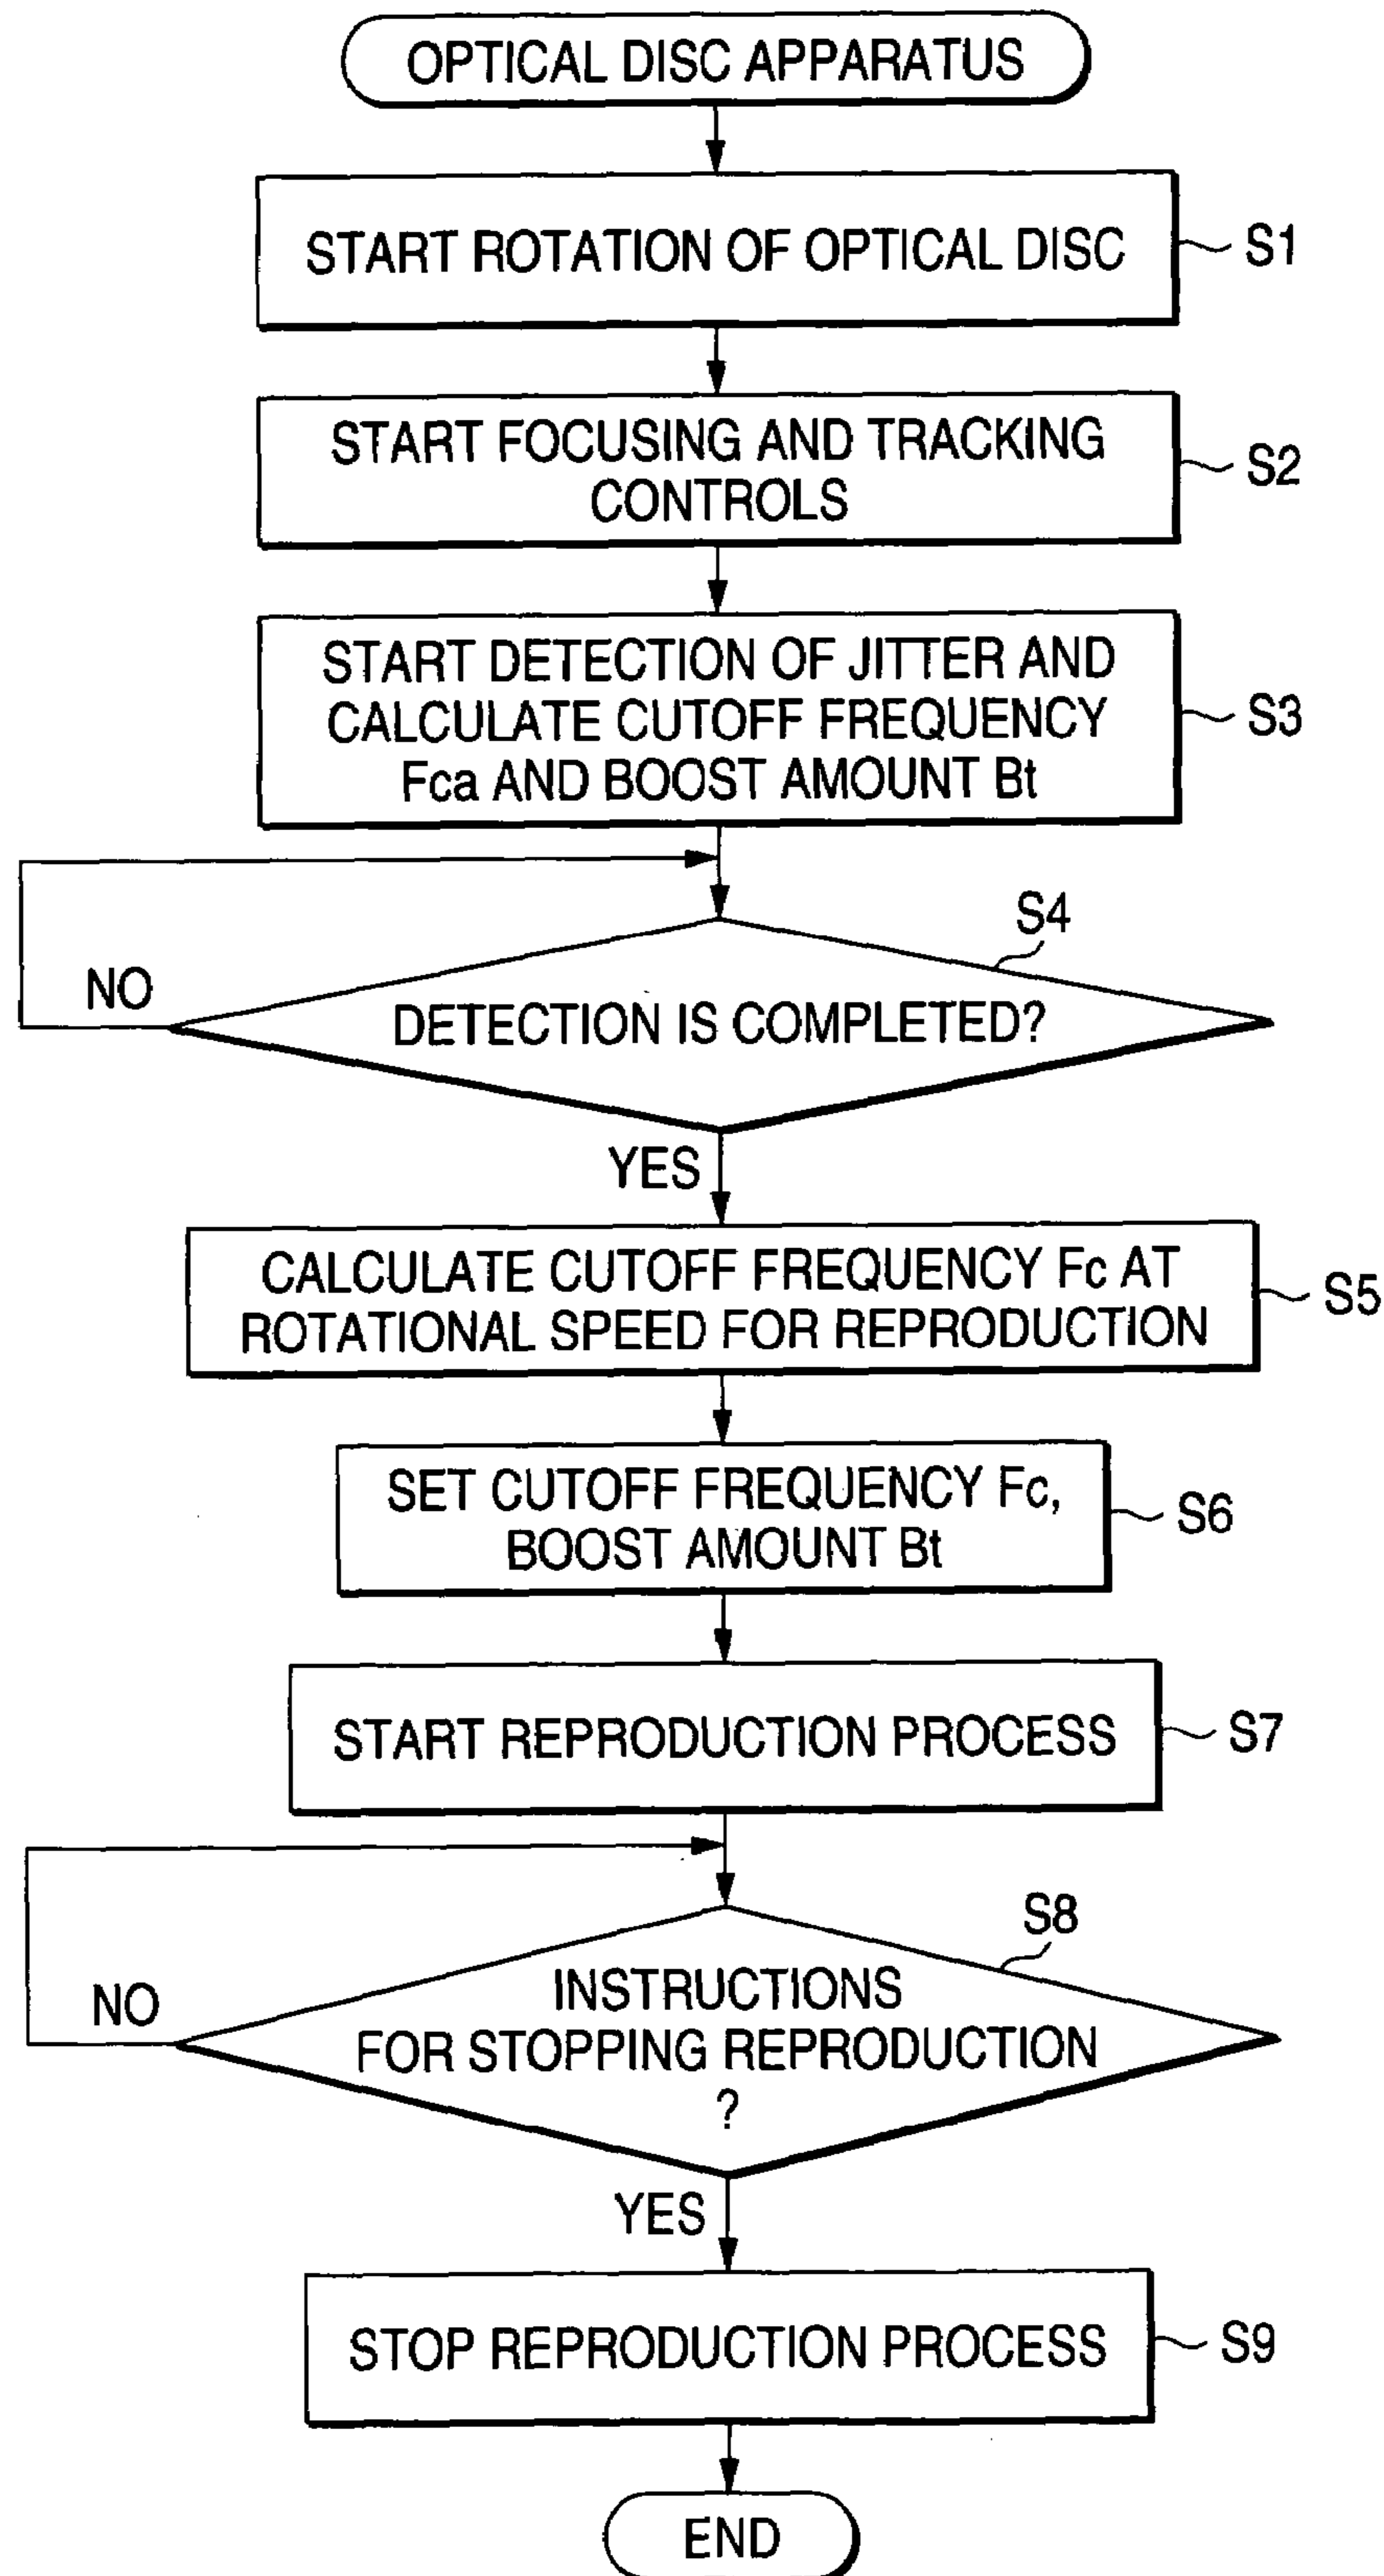 OPTICAL DISC APPARATUS
START ROTATION OF OPTICAL DISC
S1
START FOCUSING AND TRACKING
CONTROLS
S2
START DETECTION OF JITTER AND
CALCULATE CUTOFF FREQUENCY
Fca AND BOOST AMOUNT Bt
S3
S4
NO
DETECTION IS COMPLETED?
YES
CALCULATE CUTOFF FREQUENCY Fc AT
ROTATIONAL SPEED FOR REPRODUCTION
S5
SET CUTOFF FREQUENCY Fc,
BOOST AMOUNT Bt
S6
START REPRODUCTION PROCESS
S7
S8
NO
INSTRUCTIONS
FOR STOPPING REPRODUCTION
?
YES
STOP REPRODUCTION PROCESS
S9
END